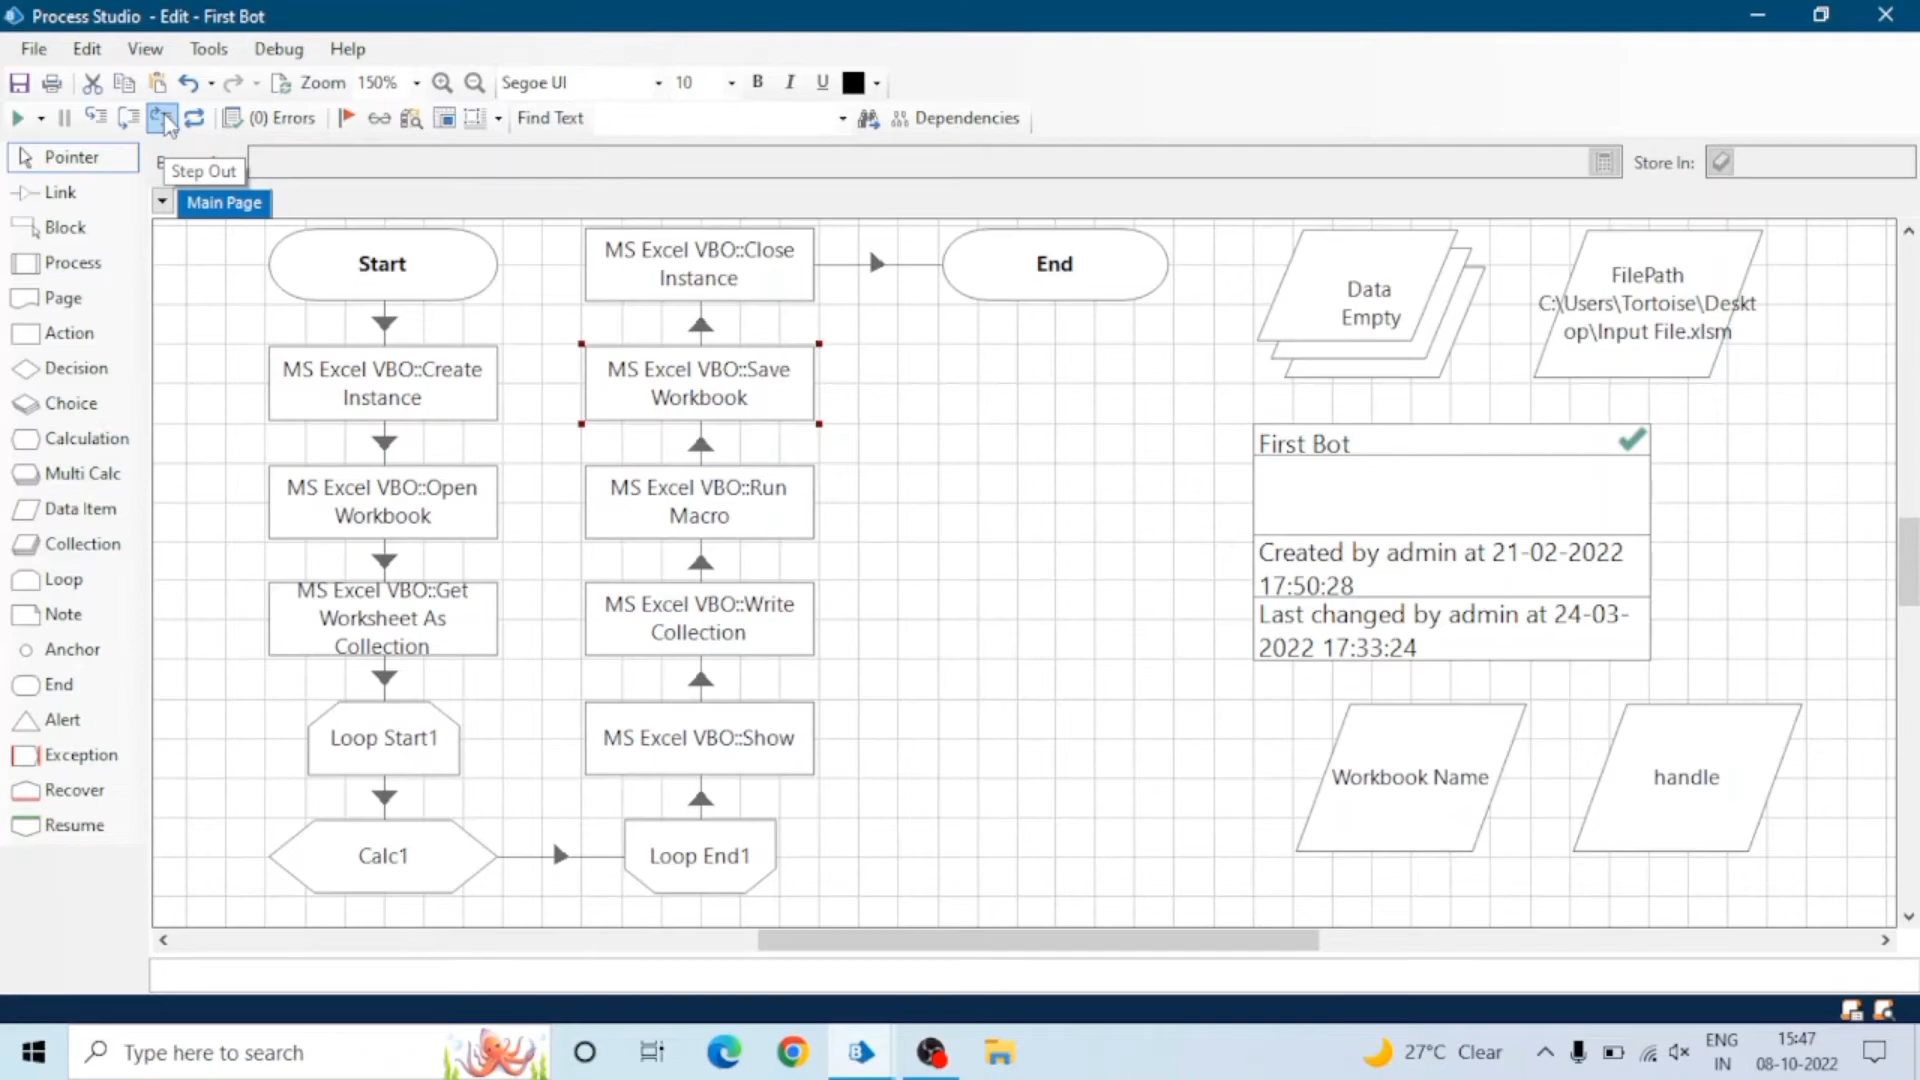 Process Studio - Edit - First Bot
File Edit View Tools Debug Help
Zoom 150% Segoe UI 10 B I U
(0) Errors Find Text Dependencies
Pointer
Step Out
Store In:
Link
Main Page
Block
Process
Page
Action
Decision
Choice
Calculation
Multi Calc
Data Item
Collection
Loop
Note
Anchor
End
Alert
Exception
Recover
Resume
Start
MS Excel VBO::Create
Instance
MS Excel VBO::Open
Workbook
MS Excel VBO::Get
Worksheet As
Collection
Loop Start1
Calc1
MS Excel VBO::Close
Instance
MS Excel VBO::Save
Workbook
MS Excel VBO::Run
Macro
MS Excel VBO::Write
Collection
MS Excel VBO::Show
Loop End1
End
Data
Empty
FilePath
C:\Users\Tortoise\Deskt
op\Input File.xlsm
First Bot
Created by admin at 21-02-2022
17:50:28
Last changed by admin at 24-03-
2022 17:33:24
Workbook Name
handle
Type here to search
27°C Clear
ENG
IN
15:47
08-10-2022